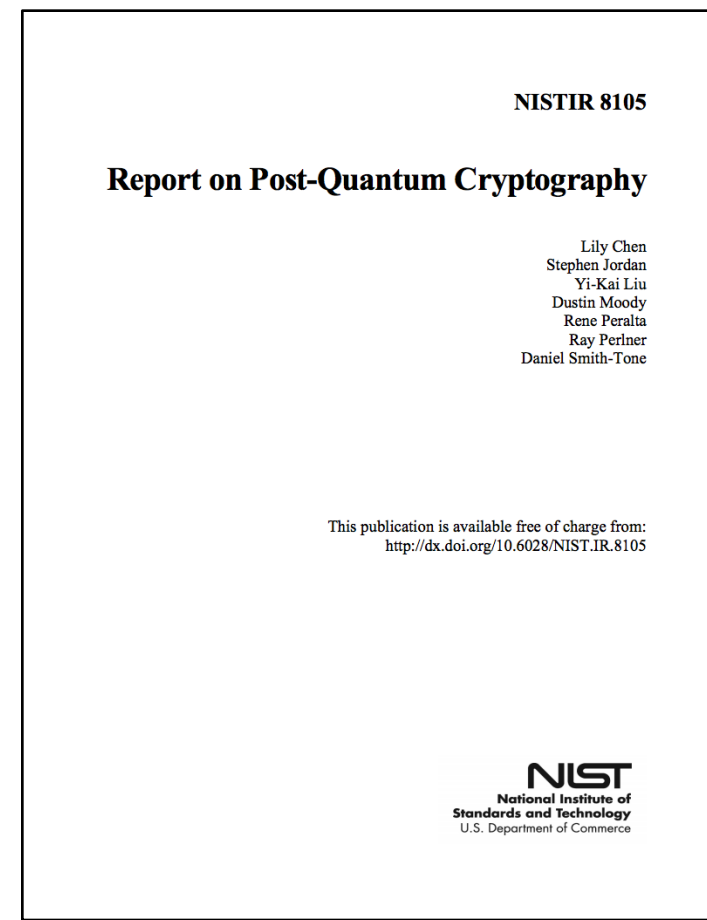 NISTIR 8105
Report on Post-Quantum Cryptography
Lily Chen
Stephen Jordan
Yi-Kai Liu
Dustin Moody
Rene Peralta
Ray Perlner
Daniel Smith-Tone
This publication is available free of charge from:
http://dx.doi.org/10.6028/NIST.IR.8105
NIST
National Institute of
Standards and Technology
U.S. Department of Commerce